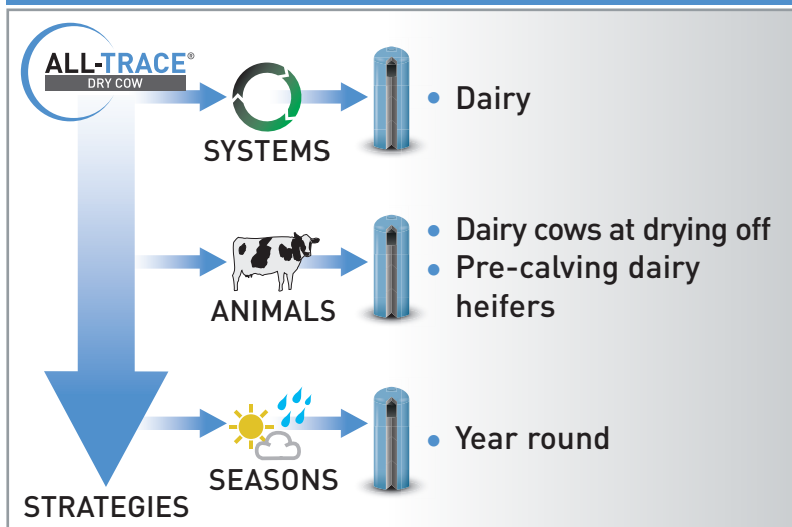 ALL-TRACE®
DRY COW
SYSTEMS
• Dairy
ANIMALS
• Dairy cows at drying off
• Pre-calving dairy
heifers
SEASONS
• Year round
STRATEGIES